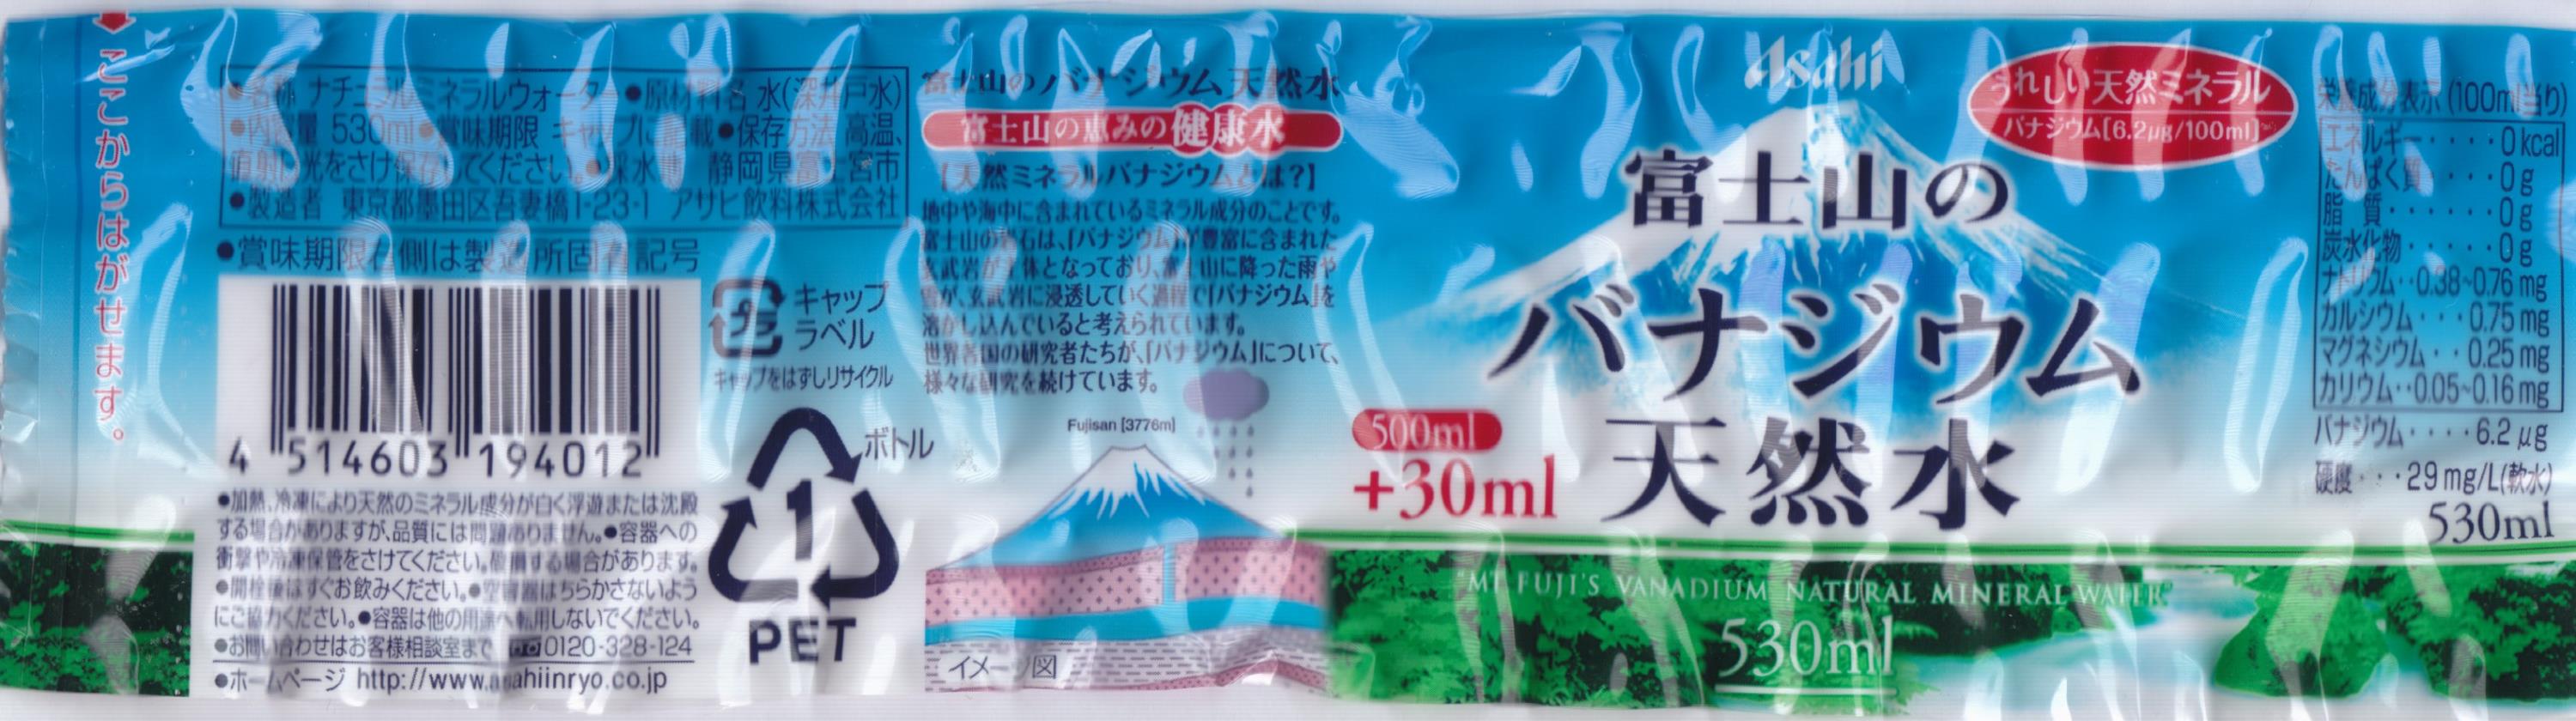 ここからはがせます。
●名称 ナチュラルミネラルウォーター ●原材料名 水(深井戸水)
●内容量 530ml ●賞味期限 キャップに記載 ●保存方法 高温、
直射日光をさけ保存してください。●採水地 静岡県富士宮市
●製造者 東京都墨田区吾妻橋1-23-1 アサヒ飲料株式会社
●賞味期限右側は製造所固有記号
4 514603 194012
●加熱、冷凍により天然のミネラル成分が白く浮遊または沈殿
する場合がありますが、品質には問題ありません。●容器への
衝撃や冷凍保管をさけてください。破損する場合があります。
●開栓後はすぐお飲みください。●空容器はちらかさないよう
にご協力ください。●容器は他の用途へ転用しないでください。
●お問い合わせはお客様相談室まで 0120-328-124
●ホームページ http://www.asahiinryo.co.jp
プラ
キャップ
ラベル
キャップをはずしリサイクル
ボトル
1
PET
富士山のバナジウム天然水
富士山の恵みの健康水
【天然ミネラルバナジウムとは?】
地中や海中に含まれているミネラル成分のことです。
富士山の岩石は、「バナジウム」が豊富に含まれた
玄武岩が主体となっており、富士山に降った雨や
雪が、玄武岩に浸透していく過程で「バナジウム」を
溶かし込んでいると考えられています。
世界各国の研究者たちが、「バナジウム」について、
様々な研究を続けています。
Fujisan [3776m]
イメージ図
Asahi
うれしい天然ミネラル
バナジウム[6.2μg/100ml]
富士山の
バナジウム
天然水
500ml
+30ml
"MT FUJI'S VANADIUM NATURAL MINERAL WATER"
530ml
栄養成分表示(100ml当り)
エネルギー・・・・・0kcal
たんぱく質・・・・・0g
脂 質・・・・・・0g
炭水化物・・・・・0g
ナトリウム・・0.38~0.76mg
カルシウム・・・0.75mg
マグネシウム・・0.25mg
カリウム・・0.05~0.16mg
バナジウム・・・・6.2μg
硬度・・・29mg/L(軟水)
530ml